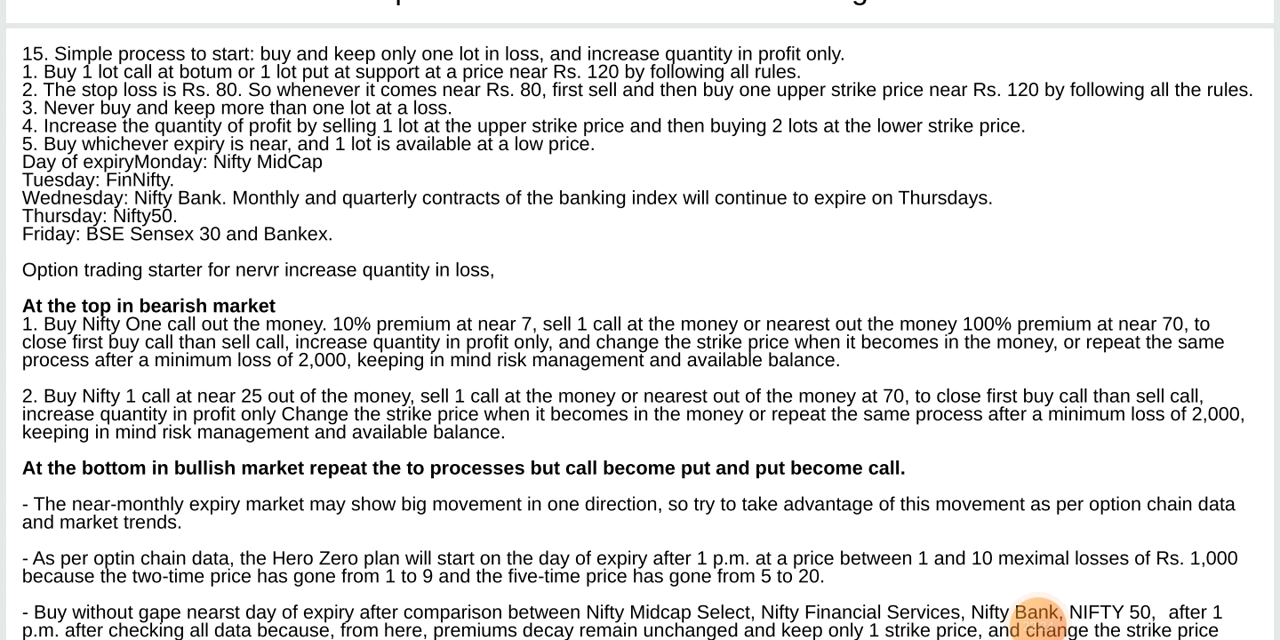 15. Simple process to start: buy and keep only one lot in loss, and increase quantity in profit only.
1. Buy 1 lot call at botum or 1 lot put at support at a price near Rs. 120 by following all rules.
2. The stop loss is Rs. 80. So whenever it comes near Rs. 80, first sell and then buy one upper strike price near Rs. 120 by following all the rules.
3. Never buy and keep more than one lot at a loss.
4. Increase the quantity of profit by selling 1 lot at the upper strike price and then buying 2 lots at the lower strike price.
5. Buy whichever expiry is near, and 1 lot is available at a low price.
Day of expiryMonday: Nifty MidCap
Tuesday: FinNifty.
Wednesday: Nifty Bank. Monthly and quarterly contracts of the banking index will continue to expire on Thursdays.
Thursday: Nifty50.
Friday: BSE Sensex 30 and Bankex.
Option trading starter for nervr increase quantity in loss,
At the top in bearish market
1. Buy Nifty One call out the money. 10% premium at near 7, sell 1 call at the money or nearest out the money 100% premium at near 70, to
close first buy call than sell call, increase quantity in profit only, and change the strike price when it becomes in the money, or repeat the same
process after a minimum loss of 2,000, keeping in mind risk management and available balance.
2. Buy Nifty 1 call at near 25 out of the money, sell 1 call at the money or nearest out of the money at 70, to close first buy call than sell call,
increase quantity in profit only Change the strike price when it becomes in the money or repeat the same process after a minimum loss of 2,000,
keeping in mind risk management and available balance.
At the bottom in bullish market repeat the to processes but call become put and put become call.
- The near-monthly expiry market may show big movement in one direction, so try to take advantage of this movement as per option chain data
and market trends.
- As per optin chain data, the Hero Zero plan will start on the day of expiry after 1 p.m. at a price between 1 and 10 meximal losses of Rs. 1,000
because the two-time price has gone from 1 to 9 and the five-time price has gone from 5 to 20.
- Buy without gape nearst day of expiry after comparison between Nifty Midcap Select, Nifty Financial Services, Nifty Bank, NIFTY 50, after 1
p.m. after checking all data because, from here, premiums decay remain unchanged and keep only 1 strike price, and change the strike price